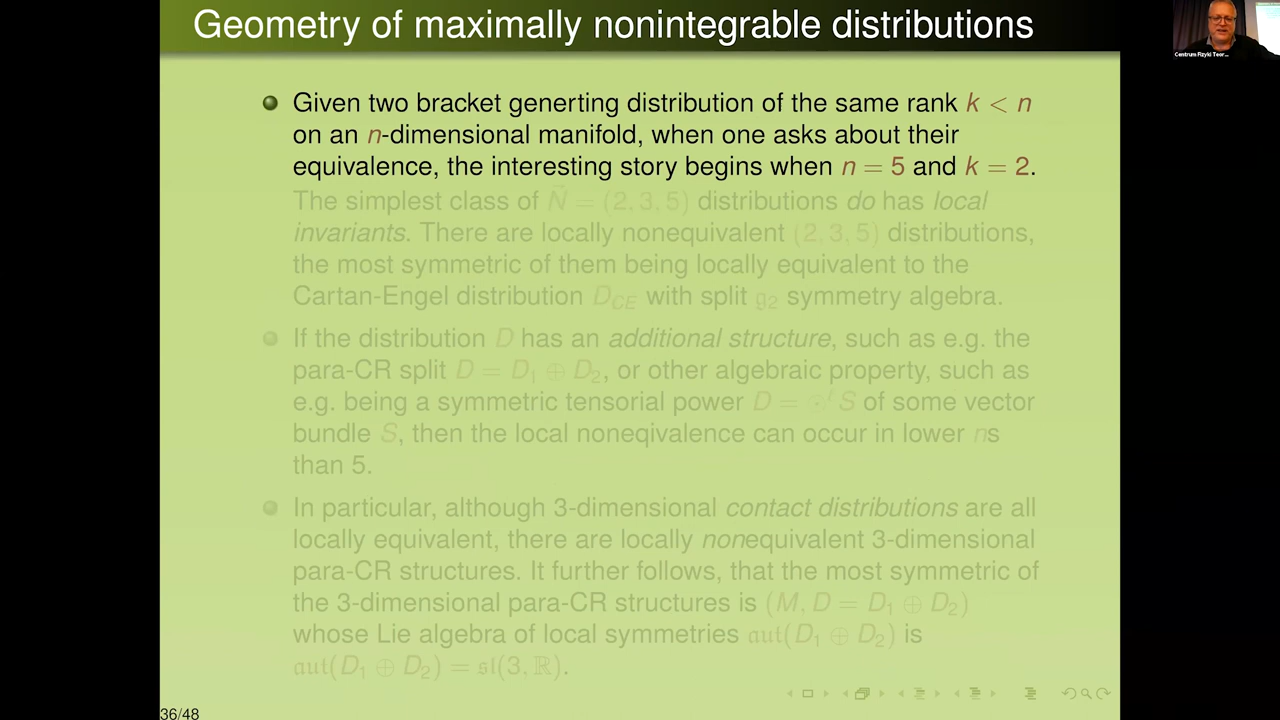 Geometry of maximally nonintegrable distributions
Given two bracket generting distribution of the same rank k < n
on an n-dimensional manifold, when one asks about their
equivalence, the interesting story begins when n = 5 and k = 2.
The simplest class of N⃗ = (2, 3, 5) distributions do has local
invariants. There are locally nonequivalent (2, 3, 5) distributions,
the most symmetric of them being locally equivalent to the
Cartan-Engel distribution D_CE with split 𝔤₂ symmetry algebra.
If the distribution D has an additional structure, such as e.g. the
para-CR split D = D₁ ⊕ D₂, or other algebraic property, such as
e.g. being a symmetric tensorial power D = ⊙^ℓ S of some vector
bundle S, then the local noneqivalence can occur in lower ns
than 5.
In particular, although 3-dimensional contact distributions are all
locally equivalent, there are locally nonequivalent 3-dimensional
para-CR structures. It further follows, that the most symmetric of
the 3-dimensional para-CR structures is (M, D = D₁ ⊕ D₂)
whose Lie algebra of local symmetries 𝔞𝔲𝔱(D₁ ⊕ D₂) is
𝔞𝔲𝔱(D₁ ⊕ D₂) = 𝔰𝔩(3, ℝ).
36/48
Centrum Fizyki Teor...